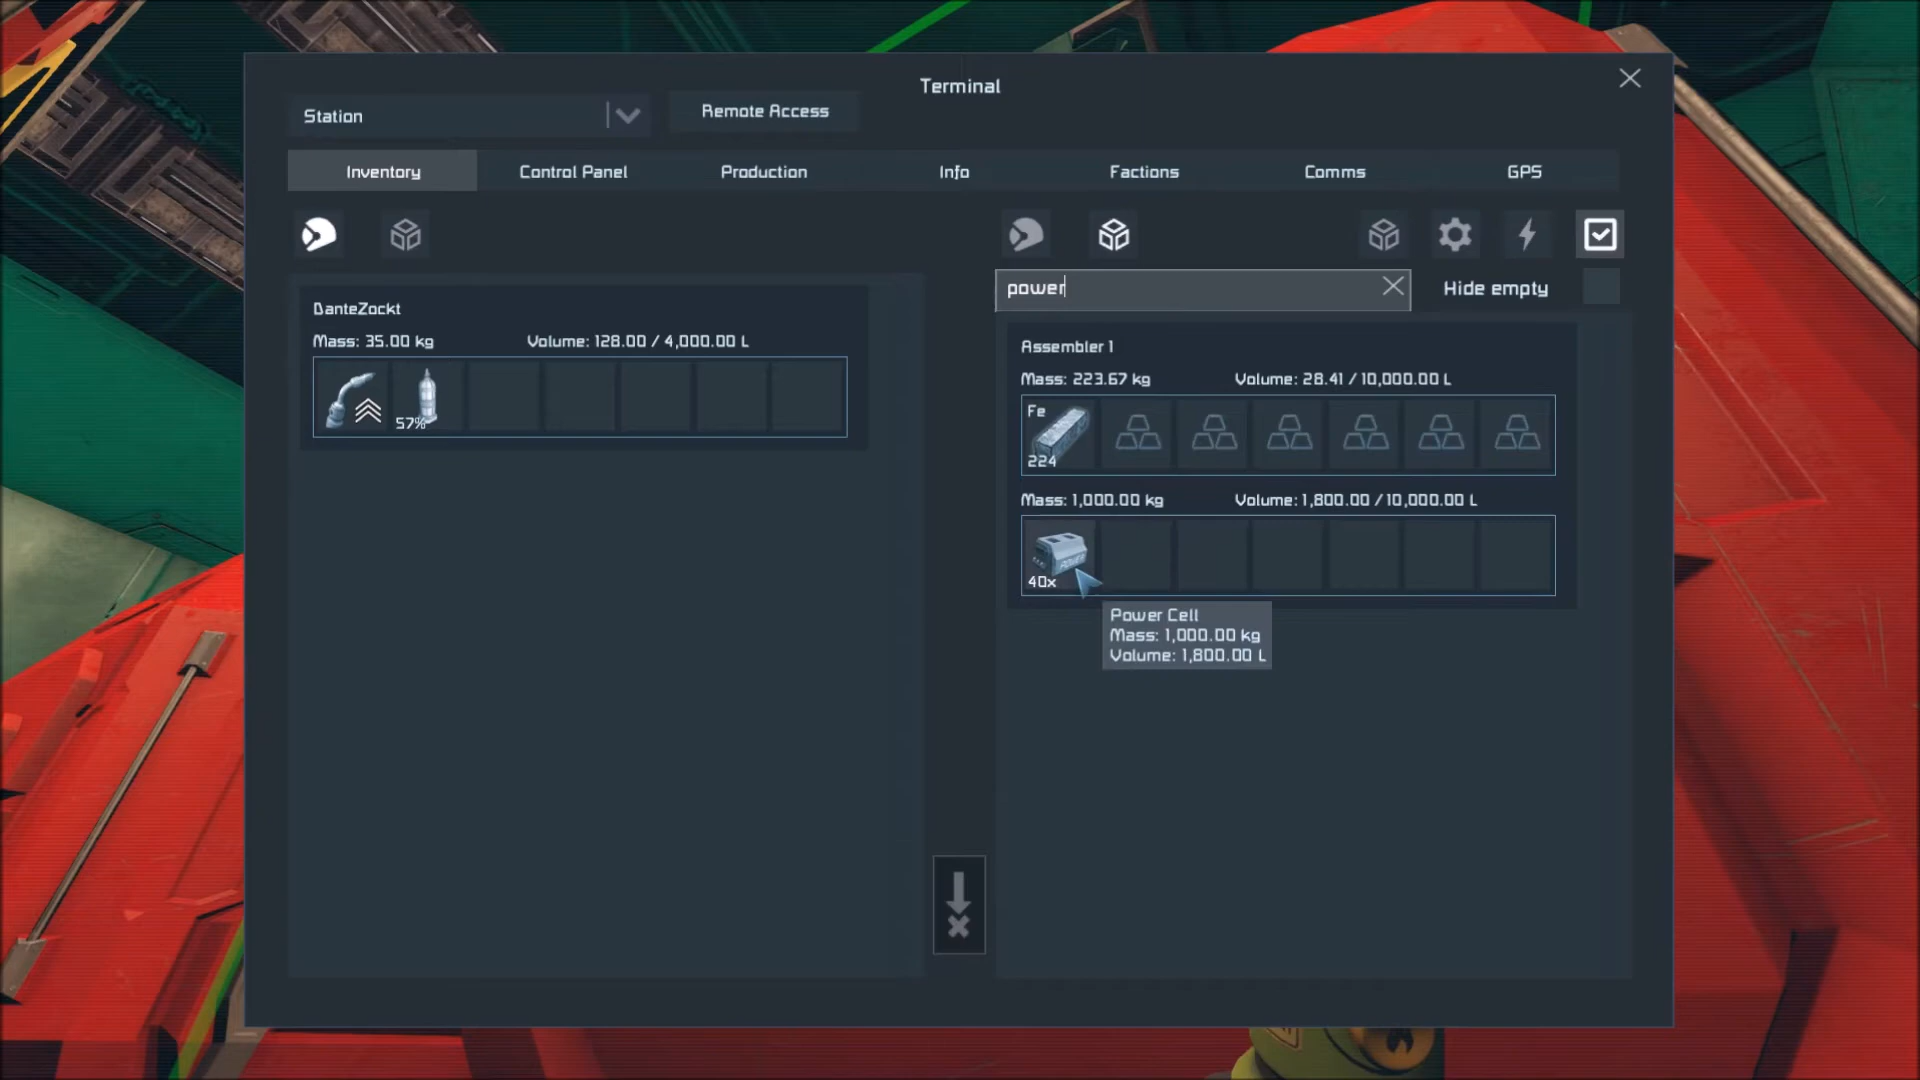 Terminal
Station
Remote Access
Inventory
Control Panel
Production
Info
Factions
Comms
GPS
power
Hide empty
DanteZockt
Mass: 35.00 kg
Volume: 128.00 / 4,000.00 L
57%
Assembler 1
Mass: 223.67 kg
Volume: 28.41 / 10,000.00 L
Fe
224
Mass: 1,000.00 kg
Volume: 1,800.00 / 10,000.00 L
40x
Power Cell
Mass: 1,000.00 kg
Volume: 1,800.00 L